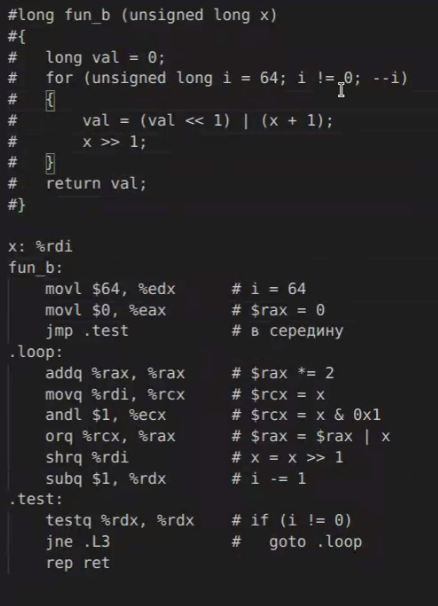 #long fun_b (unsigned long x)
#{
#   long val = 0;
#   for (unsigned long i = 64; i != 0; --i)
#   {
#       val = (val << 1) | (x + 1);
#       x >> 1;
#   }
#   return val;
#}

x: %rdi
fun_b:
    movl $64, %edx      # i = 64
    movl $0, %eax       # $rax = 0
    jmp .test           # в середину
.loop:
    addq %rax, %rax     # $rax *= 2
    movq %rdi, %rcx     # $rcx = x
    andl $1, %ecx       # $rcx = x & 0x1
    orq %rcx, %rax      # $rax = $rax | x
    shrq %rdi           # x = x >> 1
    subq $1, %rdx       # i -= 1
.test:
    testq %rdx, %rdx    # if (i != 0)
    jne .L3             #   goto .loop
    rep ret